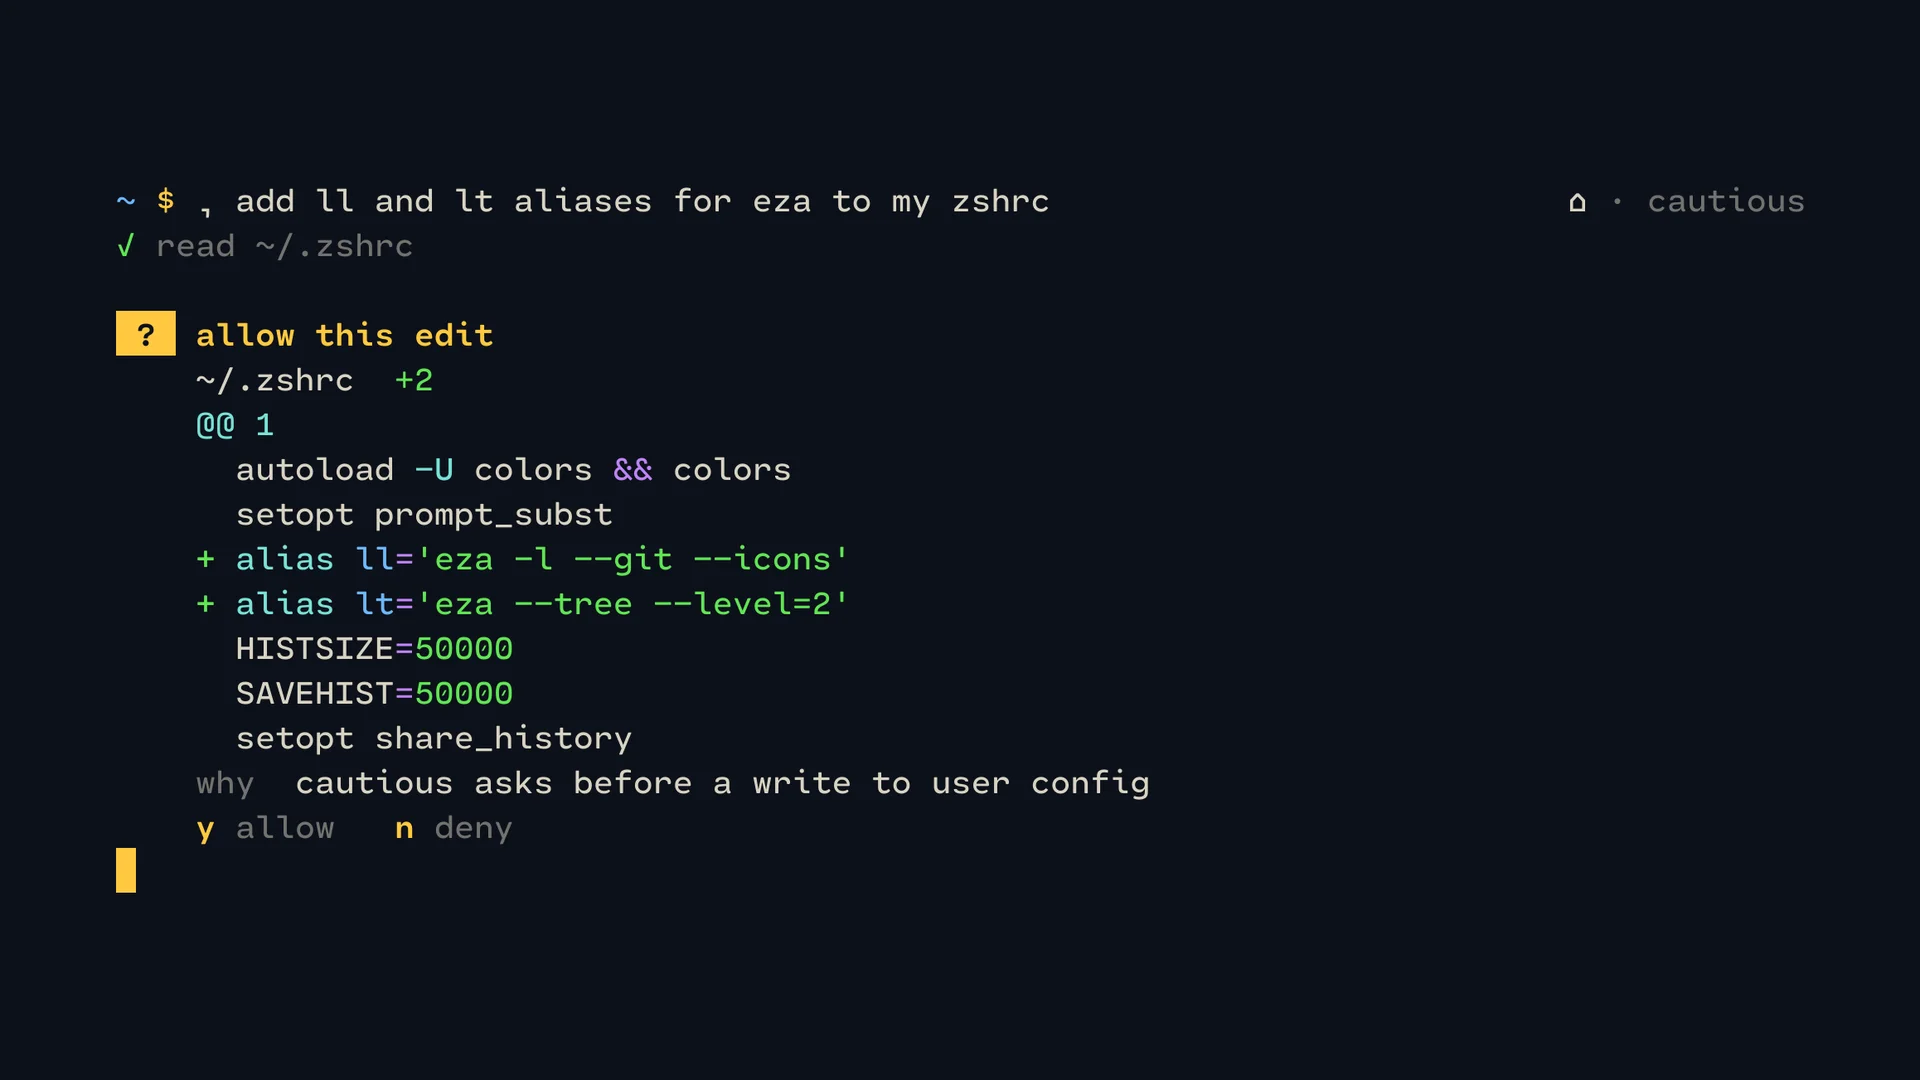 ~ $ , add ll and lt aliases for eza to my zshrc ⌂ · cautious
√ read ~/.zshrc
? allow this edit
~/.zshrc +2
@@ 1
autoload -U colors && colors
setopt prompt_subst
+ alias ll='eza -l --git --icons'
+ alias lt='eza --tree --level=2'
HISTSIZE=50000
SAVEHIST=50000
setopt share_history
why cautious asks before a write to user config
y allow n deny